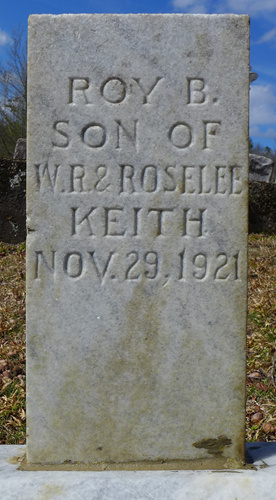 ROY B.
SON OF
W.R. & ROSELEE
KEITH
NOV. 29, 1921